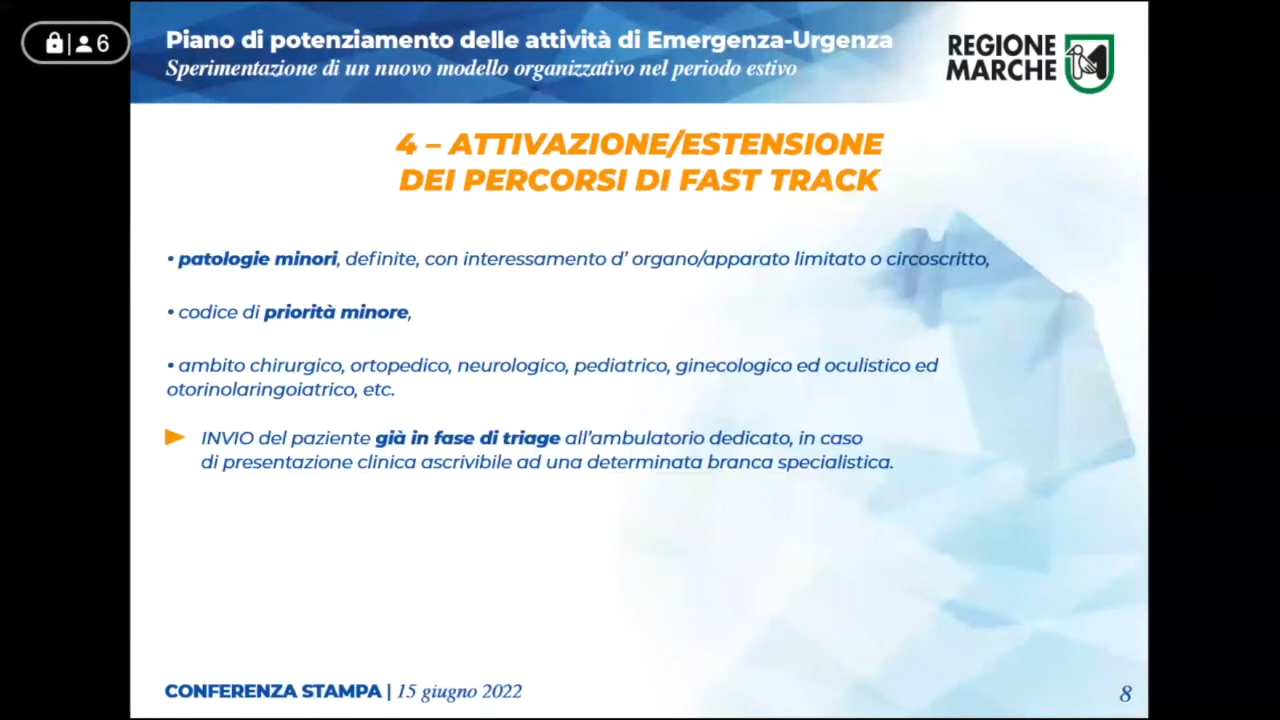 6
Piano di potenziamento delle attività di Emergenza-Urgenza
Sperimentazione di un nuovo modello organizzativo nel periodo estivo
REGIONE
MARCHE
4 – ATTIVAZIONE/ESTENSIONE
DEI PERCORSI DI FAST TRACK
• patologie minori, definite, con interessamento d' organo/apparato limitato o circoscritto,
• codice di priorità minore,
• ambito chirurgico, ortopedico, neurologico, pediatrico, ginecologico ed oculistico ed
otorinolaringoiatrico, etc.
INVIO del paziente già in fase di triage all'ambulatorio dedicato, in caso
di presentazione clinica ascrivibile ad una determinata branca specialistica.
CONFERENZA STAMPA | 15 giugno 2022
8